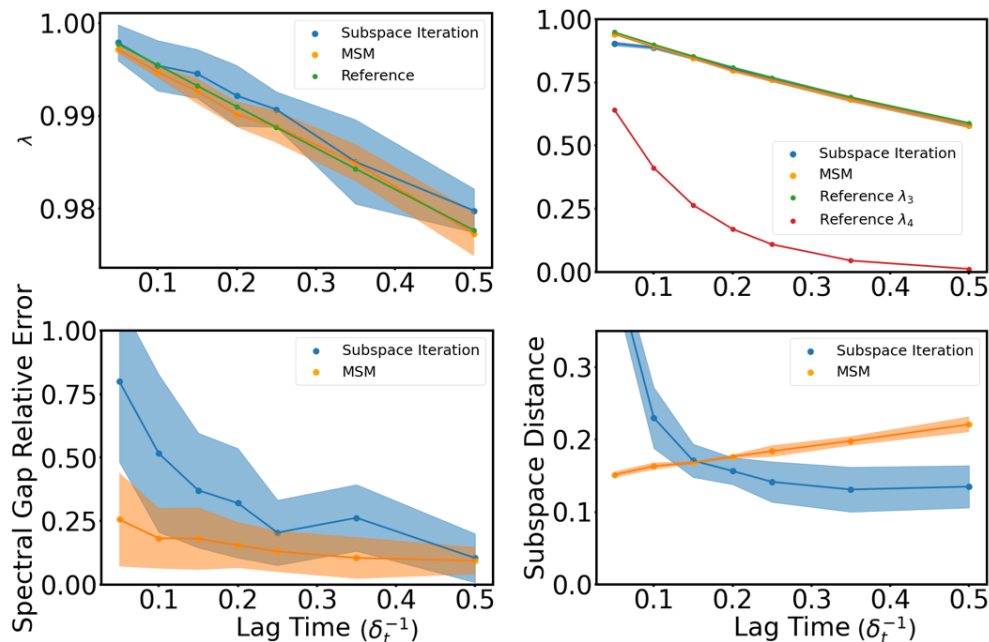 1.00
0.99
0.98
λ
Subspace Iteration
MSM
Reference
0.1 0.2 0.3 0.4 0.5
1.00
0.75
0.50
0.25
0.00
Subspace Iteration
MSM
Reference λ₃
Reference λ₄
0.1 0.2 0.3 0.4 0.5
Spectral Gap Relative Error
1.00
0.75
0.50
0.25
0.00
Subspace Iteration
MSM
0.1 0.2 0.3 0.4 0.5
Lag Time (δₜ⁻¹)
Subspace Distance
0.3
0.2
0.1
0.0
Subspace Iteration
MSM
0.1 0.2 0.3 0.4 0.5
Lag Time (δₜ⁻¹)